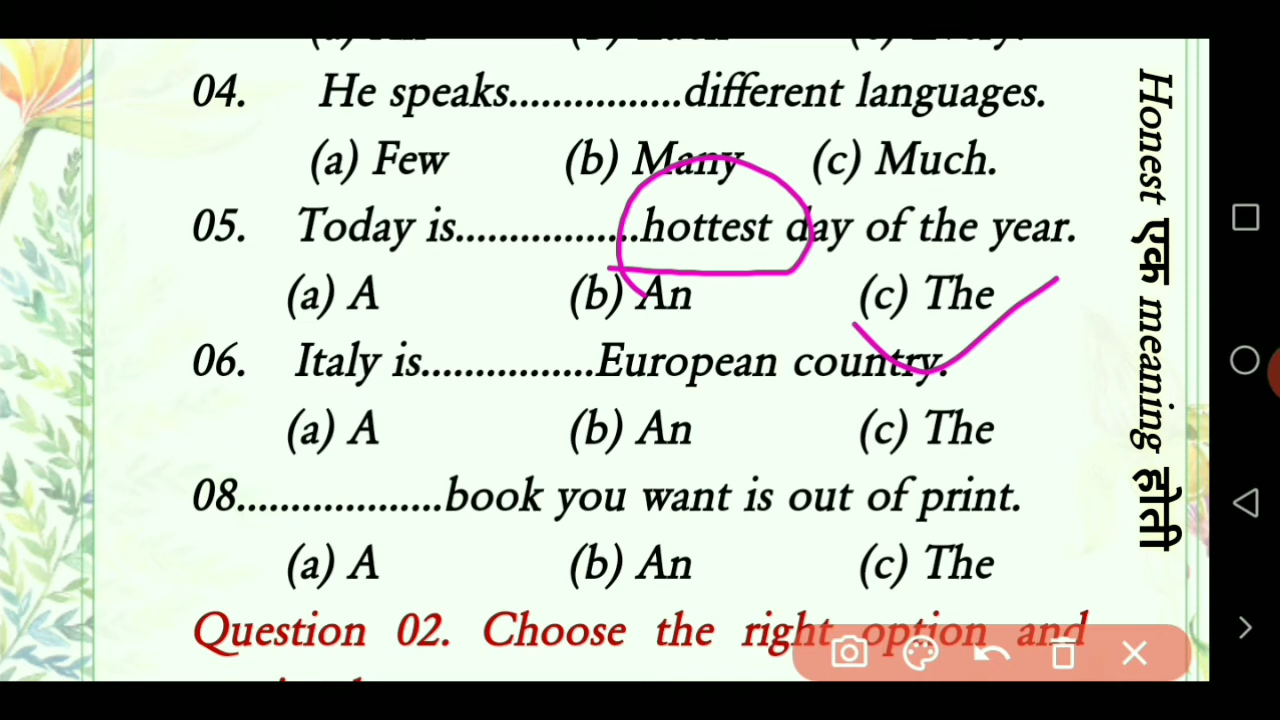 04. He speaks................different languages.
(a) Few (b) Many (c) Much.
05. Today is.................hottest day of the year.
(a) A (b) An (c) The
06. Italy is................European country.
(a) A (b) An (c) The
08...................book you want is out of print.
(a) A (b) An (c) The
Question 02. Choose the right option and
Honest एक meaning होती